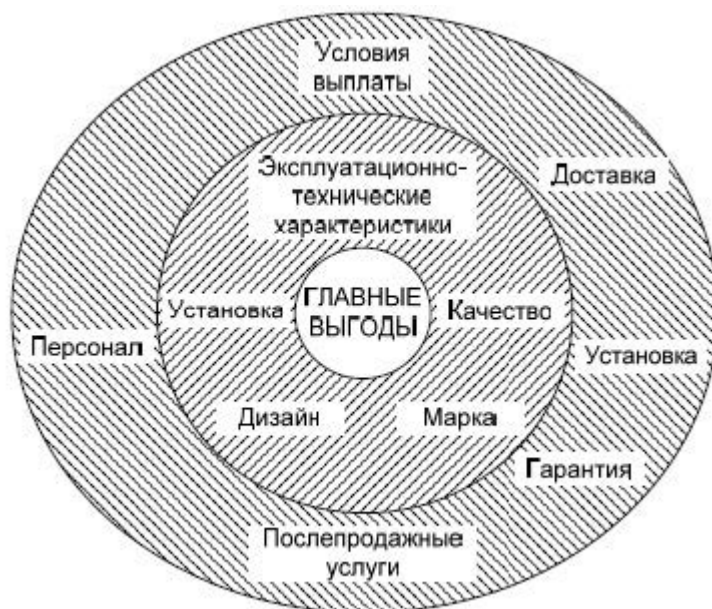 Условия
выплаты
Эксплуатационно-
технические
характеристики
Доставка
ГЛАВНЫЕ
ВЫГОДЫ
Установка
Качество
Персонал
Установка
Дизайн
Марка
Гарантия
Послепродажные
услуги